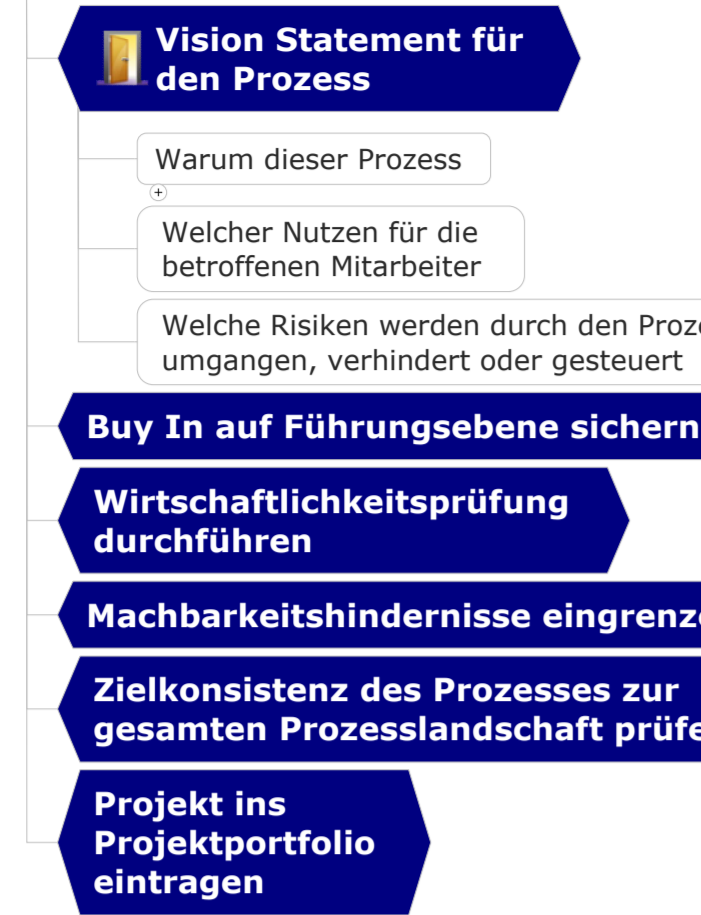 Vision Statement für
den Prozess
Warum dieser Prozess
Welcher Nutzen für die
betroffenen Mitarbeiter
Welche Risiken werden durch den
umgangen, verhindert oder gesteuert
Buy In auf Führungsebene sichern
Wirtschaftlichkeitsprüfung
durchführen
Machbarkeitshindernisse
Zielkonsistenz des Prozesses zur
gesamten Prozesslandschaft
Projekt ins
Projektportfolio
eintragen